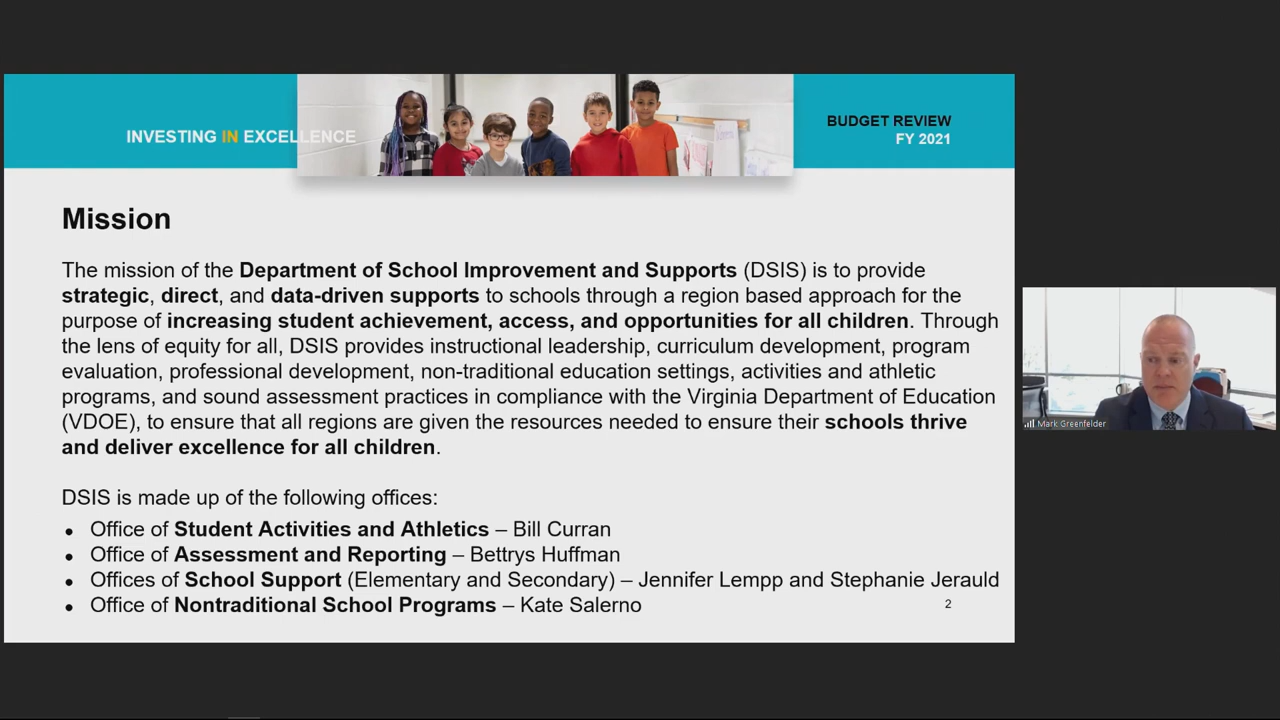 INVESTING IN EXCELLENCE
BUDGET REVIEW
FY 2021
Mission
The mission of the Department of School Improvement and Supports (DSIS) is to provide
strategic, direct, and data-driven supports to schools through a region based approach for the
purpose of increasing student achievement, access, and opportunities for all children. Through
the lens of equity for all, DSIS provides instructional leadership, curriculum development, program
evaluation, professional development, non-traditional education settings, activities and athletic
programs, and sound assessment practices in compliance with the Virginia Department of Education
(VDOE), to ensure that all regions are given the resources needed to ensure their schools thrive
and deliver excellence for all children.
DSIS is made up of the following offices:
• Office of Student Activities and Athletics – Bill Curran
• Office of Assessment and Reporting – Bettrys Huffman
• Offices of School Support (Elementary and Secondary) – Jennifer Lempp and Stephanie Jerauld
• Office of Nontraditional School Programs – Kate Salerno
2
Mark Greenfelder